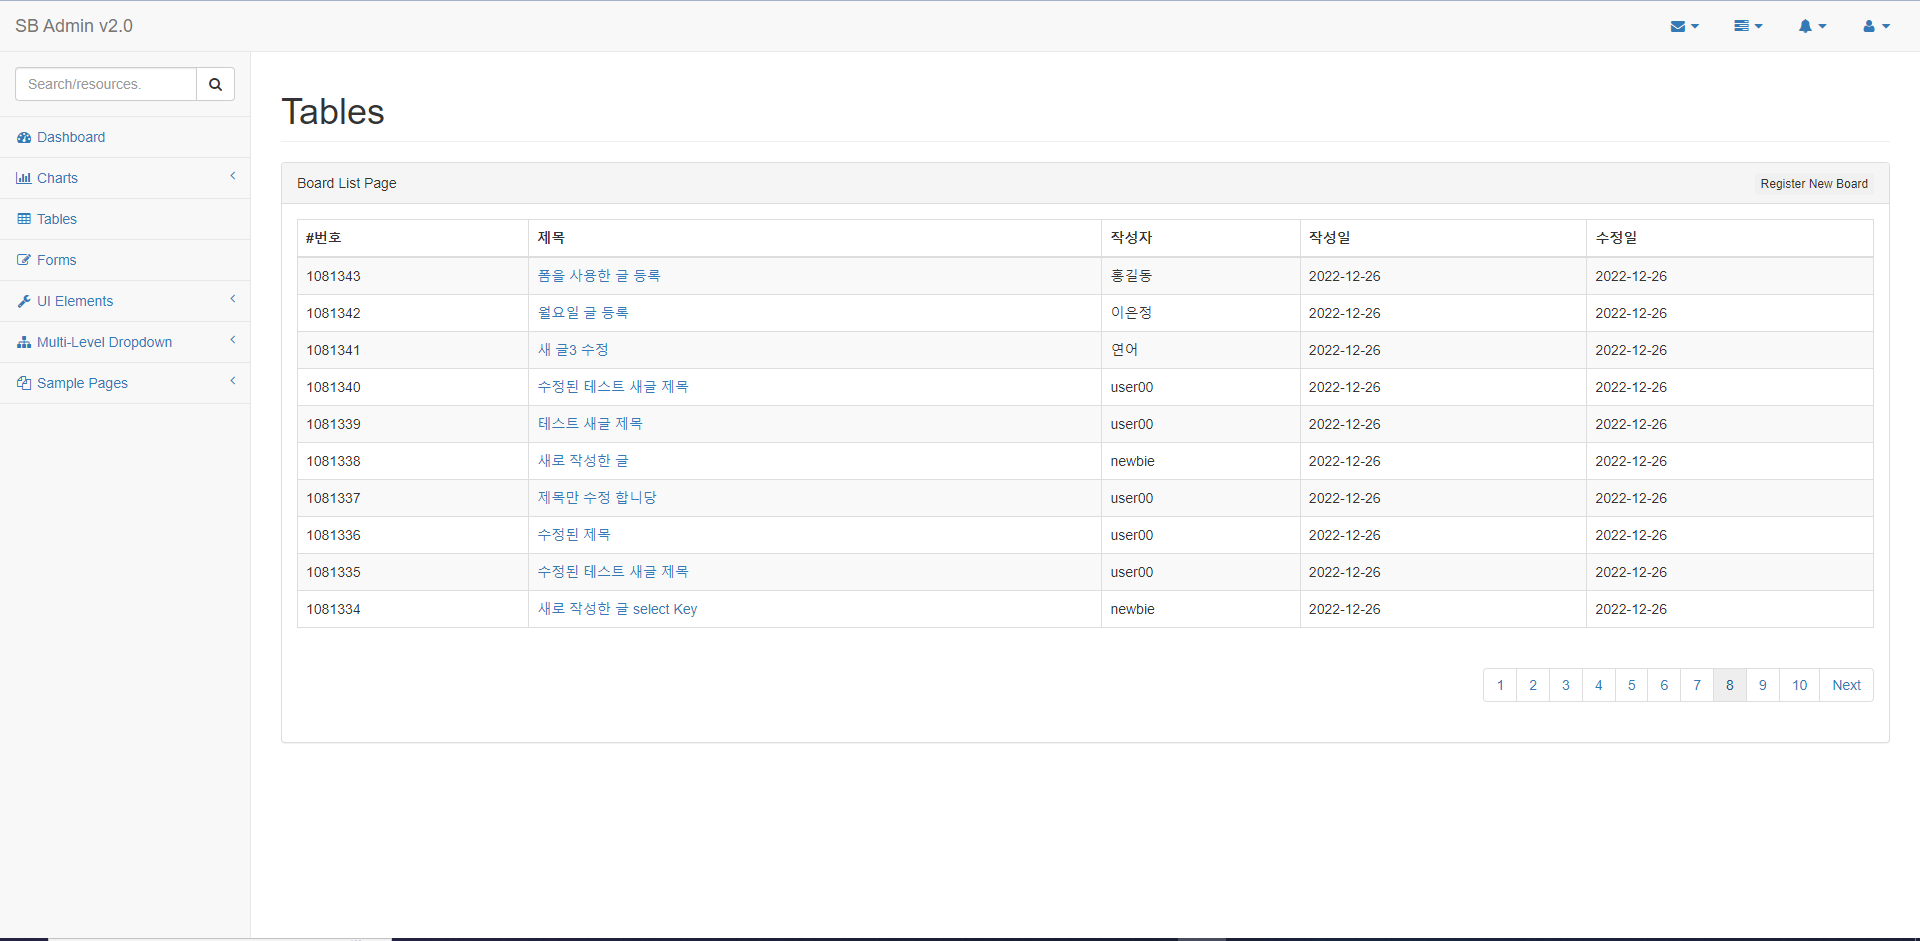 SB Admin v2.0
Search/resources.
Dashboard
Charts
Tables
Forms
UI Elements
Multi-Level Dropdown
Sample Pages
Tables
Board List Page Register New Board
#번호 제목 작성자 작성일 수정일
1081343 폼을 사용한 글 등록 홍길동 2022-12-26 2022-12-26
1081342 월요일 글 등록 이은정 2022-12-26 2022-12-26
1081341 새 글3 수정 연어 2022-12-26 2022-12-26
1081340 수정된 테스트 새글 제목 user00 2022-12-26 2022-12-26
1081339 테스트 새글 제목 user00 2022-12-26 2022-12-26
1081338 새로 작성한 글 newbie 2022-12-26 2022-12-26
1081337 제목만 수정 합니당 user00 2022-12-26 2022-12-26
1081336 수정된 제목 user00 2022-12-26 2022-12-26
1081335 수정된 테스트 새글 제목 user00 2022-12-26 2022-12-26
1081334 새로 작성한 글 select Key newbie 2022-12-26 2022-12-26
1 2 3 4 5 6 7 8 9 10 Next